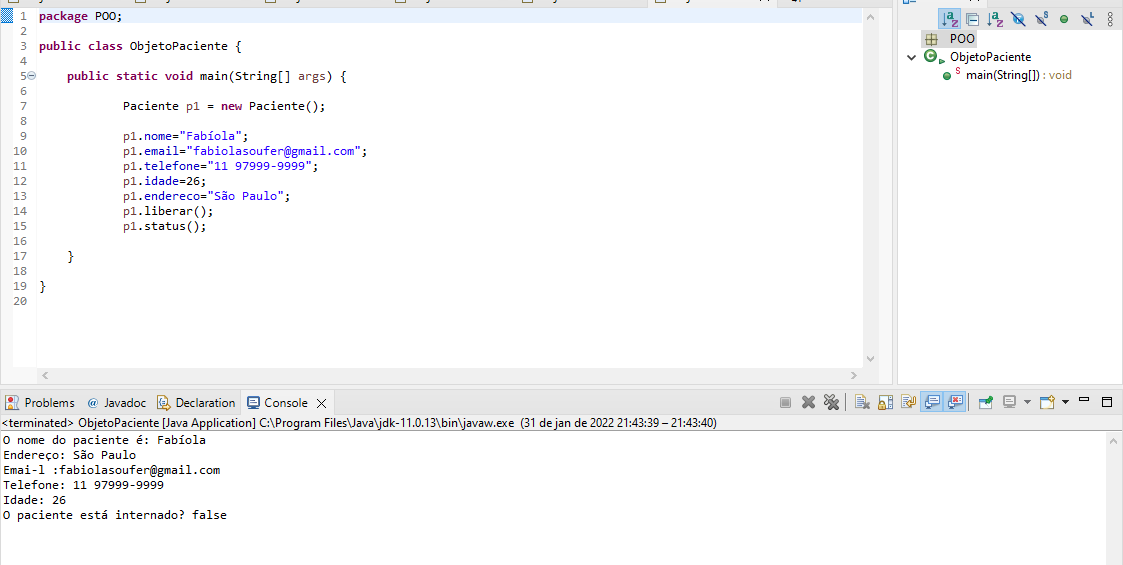 1 package POO;
2
3 public class ObjetoPaciente {
4
5 public static void main(String[] args) {
6
7 Paciente p1 = new Paciente();
8
9 p1.nome="Fabíola";
10 p1.email="fabiolasoufer@gmail.com";
11 p1.telefone="11 97999-9999";
12 p1.idade=26;
13 p1.endereco="São Paulo";
14 p1.liberar();
15 p1.status();
16
17 }
18
19 }
20
POO
ObjetoPaciente
main(String[]) : void
Problems @ Javadoc Declaration Console
<terminated> ObjetoPaciente [Java Application] C:\Program Files\Java\jdk-11.0.13\bin\javaw.exe (31 de jan de 2022 21:43:39 – 21:43:40)
O nome do paciente é: Fabíola
Endereço: São Paulo
Emai-l :fabiolasoufer@gmail.com
Telefone: 11 97999-9999
Idade: 26
O paciente está internado? false